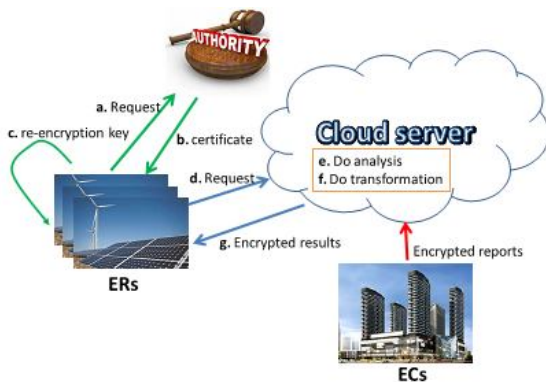 AUTHORITY
a. Request
c. re-encryption key
b. certificate
Cloud server
d. Request
e. Do analysis
f. Do transformation
g. Encrypted results
Encrypted reports
ERs
ECs